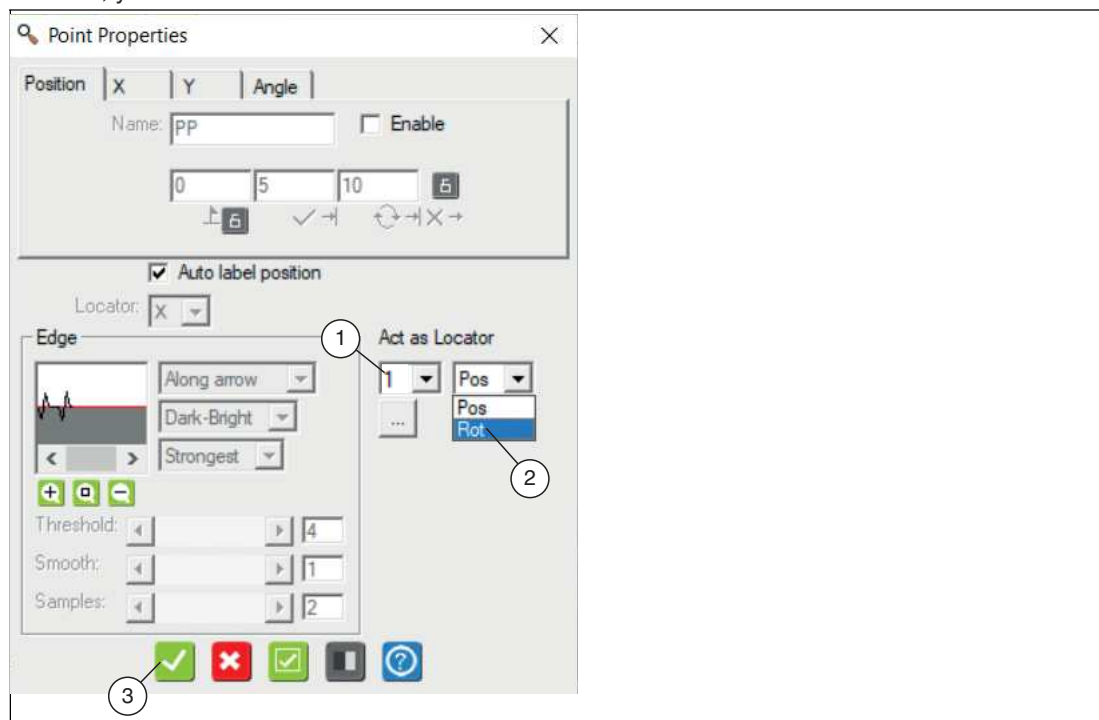 Point Properties
Position X Y Angle
Name: PP Enable
0 5 10
Auto label position
Locator: X
Edge 1 Act as Locator
Along arrow 1 Pos
Dark-Bright ... Pos
Rot
Strongest 2
Threshold: 4
Smooth: 1
Samples: 2
3